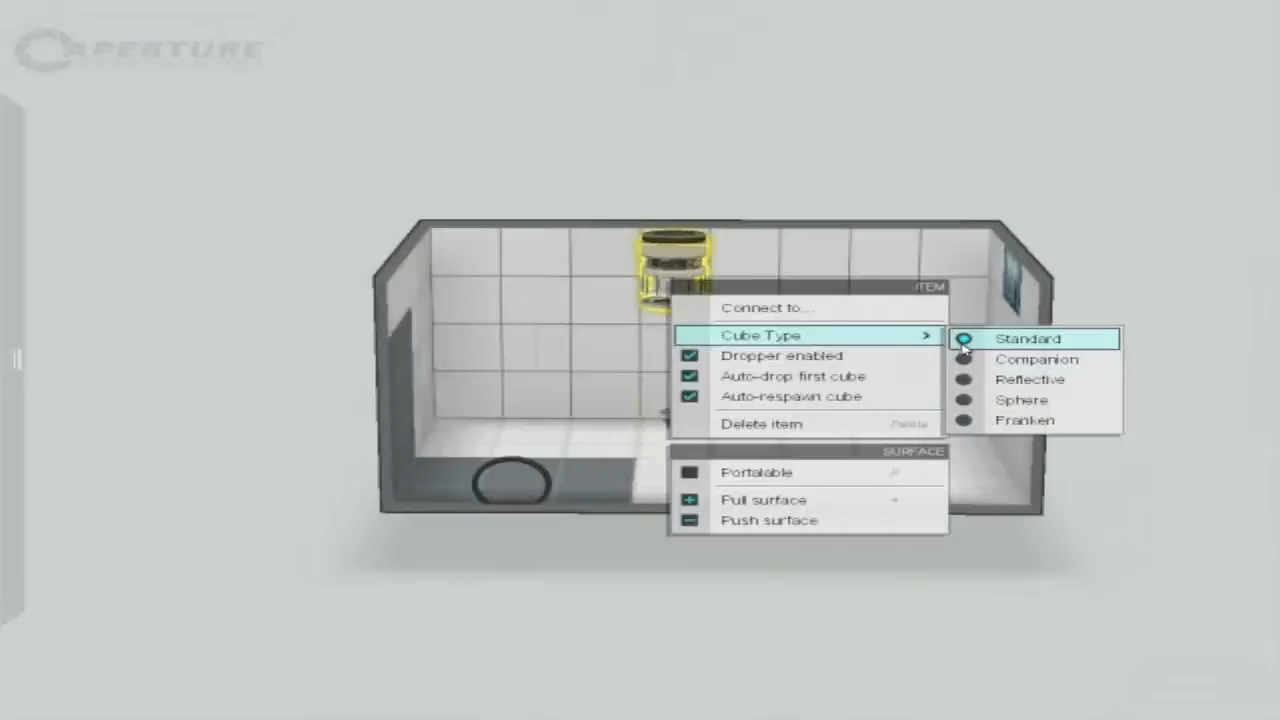 APERTURE
ITEM
Connect to...
Cube Type >
Standard
Companion
Reflective
Sphere
Franken
Dropper enabled
Auto-drop first cube
Auto-respawn cube
Delete item Delete
SURFACE
Portalable P
Pull surface +
Push surface -